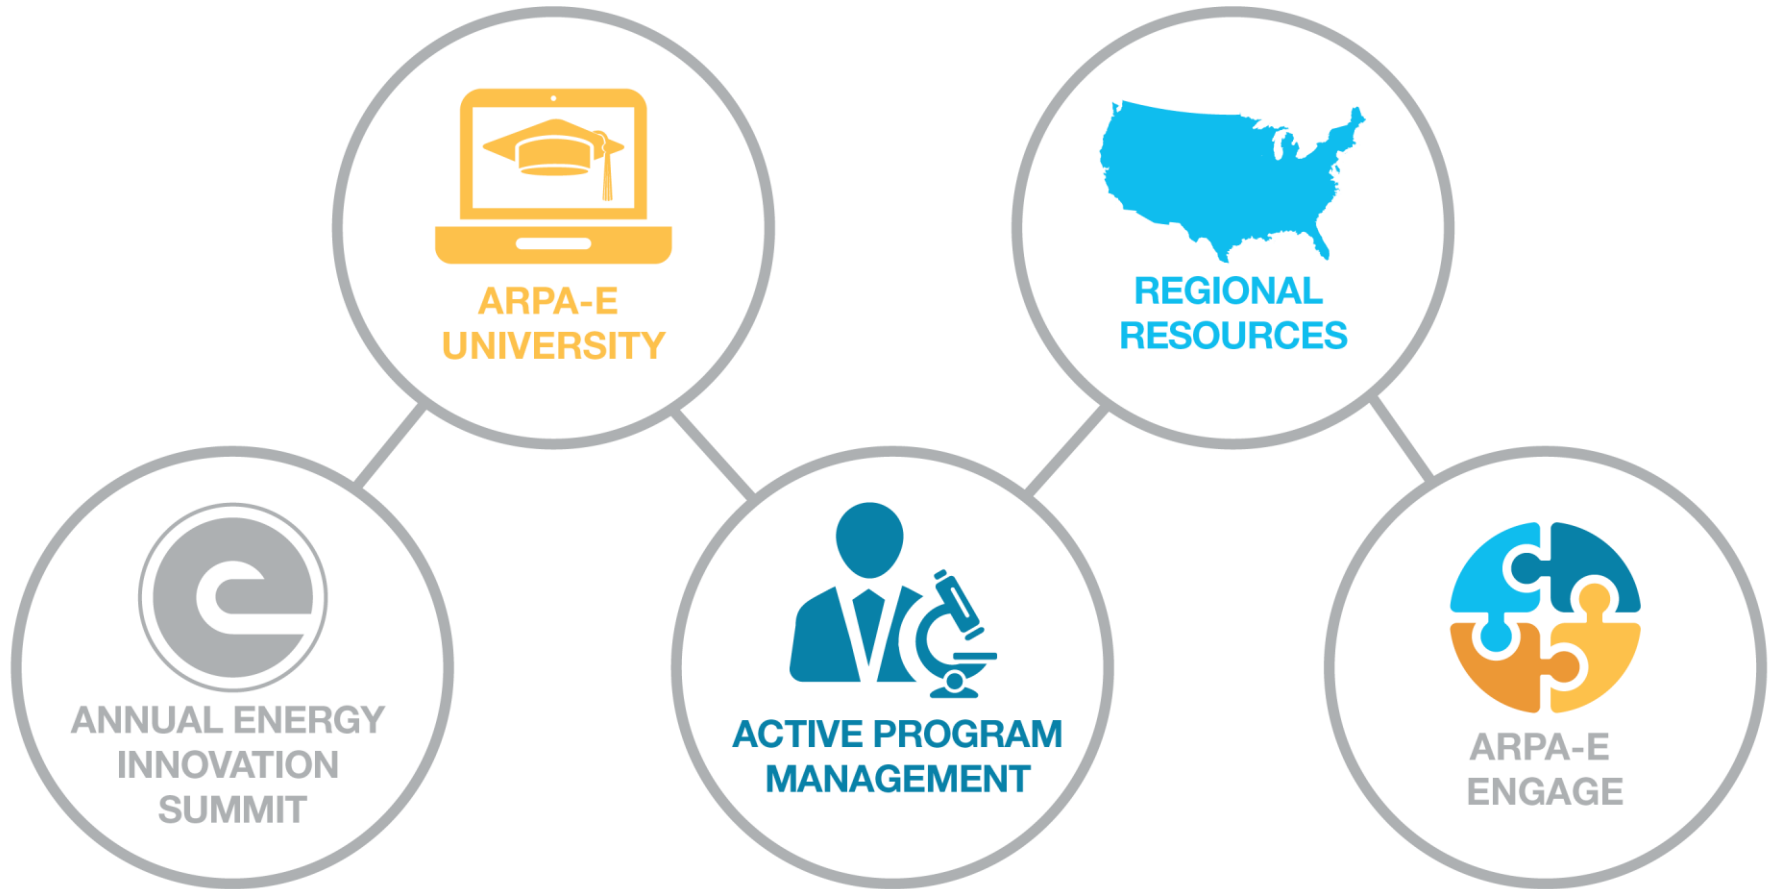 ARPA-E
UNIVERSITY
REGIONAL
RESOURCES
ANNUAL ENERGY
INNOVATION
SUMMIT
ACTIVE PROGRAM
MANAGEMENT
ARPA-E
ENGAGE